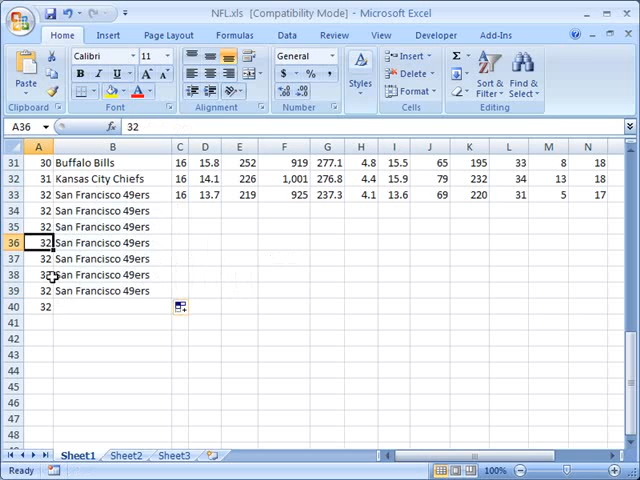 NFL.xls [Compatibility Mode] - Microsoft Excel
Home Insert Page Layout Formulas Data Review View Developer Add-Ins
Paste Calibri 11 General Styles Insert Delete Format Sort & Filter Find & Select
B I U A A A $ % , .0 .00 .00 .0 Σ
Clipboard Font Alignment Number Cells Editing
A36 fx 32
A B C D E F G H I J K L M N
31 30 Buffalo Bills 16 15.8 252 919 277.1 4.8 15.5 65 195 33 8 18
32 31 Kansas City Chiefs 16 14.1 226 1,001 276.8 4.4 15.9 79 232 44 13 18
33 32 San Francisco 49ers 16 13.7 219 925 237.3 4.1 13.6 69 220 31 5 17
34 32 San Francisco 49ers
35 32 San Francisco 49ers
36 32 San Francisco 49ers
37 32 San Francisco 49ers
38 32 San Francisco 49ers
39 32 San Francisco 49ers
40 32
41
42
43
44
45
46
47
48
Sheet1 Sheet2 Sheet3
Ready 100%